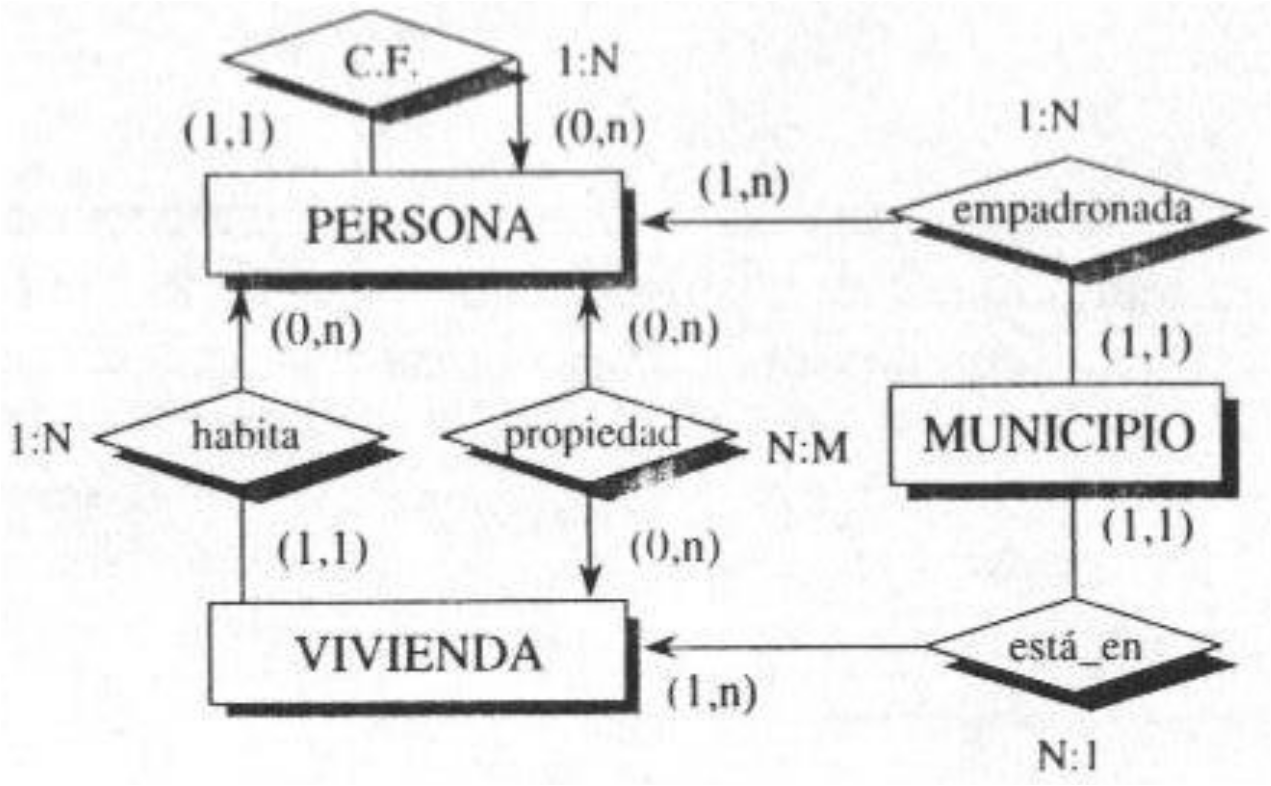 C.F.
1:N
(1,1)
(0,n)
1:N
PERSONA
(1,n)
empadronada
(0,n)
(0,n)
(1,1)
1:N
habita
propiedad
N:M
MUNICIPIO
(1,1)
(0,n)
(1,1)
VIVIENDA
(1,n)
está_en
N:1